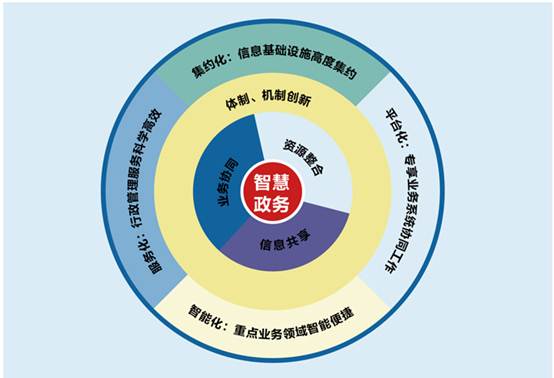 集约化：信息基础设施高度集约
体制、机制创新
服务化：行政管理服务科学高效
业务协同
资源整合
平台化：专享业务系统协同工作
智慧
政务
信息共享
智能化：重点业务领域智能便捷